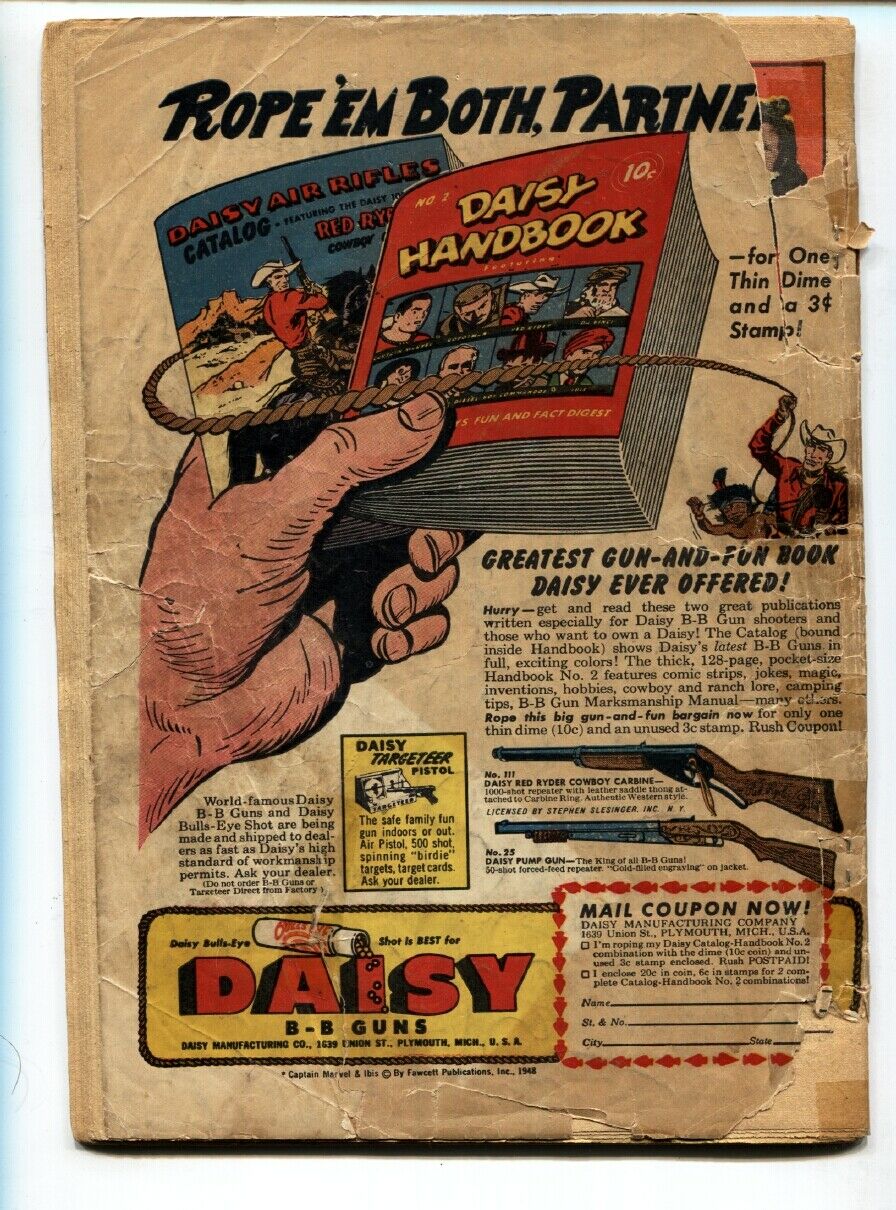 ROPE 'EM BOTH, PARTNER
DAISY AIR RIFLES
CATALOG - FEATURING THE DAISY
RED RYE
COWBOY
NO. 2
10¢
DAISY
HANDBOOK
Featuring
DIESEL HOT COMMANDOS IBIS
YS FUN AND FACT DIGEST
—for One
Thin Dime
and a 3¢
Stamp!
GREATEST GUN-AND-FUN BOOK
DAISY EVER OFFERED!
Hurry—get and read these two great publications
written especially for Daisy B-B Gun shooters and
those who want to own a Daisy! The Catalog (bound
inside Handbook) shows Daisy's latest B-B Guns in
full, exciting colors! The thick, 128-page, pocket-size
Handbook No. 2 features comic strips, jokes, magic,
inventions, hobbies, cowboy and ranch lore, camping
tips, B-B Gun Marksmanship Manual—many others.
Rope this big gun-and-fun bargain now for only one
thin dime (10c) and an unused 3c stamp. Rush Coupon!
No. 111
DAISY RED RYDER COWBOY CARBINE—
1000-shot repeater with leather saddle thong at-
tached to Carbine Ring. Authentic Western style.
LICENSED BY STEPHEN SLESINGER, INC. N. Y.
No. 25
DAISY PUMP GUN—The King of all B-B Guns!
50-shot forced-feed repeater. "Gold-filled engraving" on jacket.
DAISY
TARGETEER
PISTOL
TARGETEER
The safe family fun
gun indoors or out.
Air Pistol, 500 shot,
spinning "birdie"
targets, target cards.
Ask your dealer.
World-famous Daisy
B-B Guns and Daisy
Bulls-Eye Shot are being
made and shipped to deal-
ers as fast as Daisy's high
standard of workmanship
permits. Ask your dealer.
(Do not order B-B Guns or
Targeteer Direct from Factory)
Daisy Bulls-Eye
Shot is BEST for
DAISY
B-B GUNS
DAISY MANUFACTURING CO., 1639 UNION ST., PLYMOUTH, MICH., U. S. A.
MAIL COUPON NOW!
DAISY MANUFACTURING COMPANY
1639 Union St., PLYMOUTH, MICH., U.S.A.
I'm roping my Daisy Catalog-Handbook No. 2
combination with the dime (10c coin) and un-
used 3c stamp enclosed. Rush POSTPAID!
I enclose 20c in coin, 6c in stamps for 2 com-
plete Catalog-Handbook No. 2 combinations!
Name
St. & No.
City State
* Captain Marvel & Ibis © By Fawcett Publications, Inc., 1948